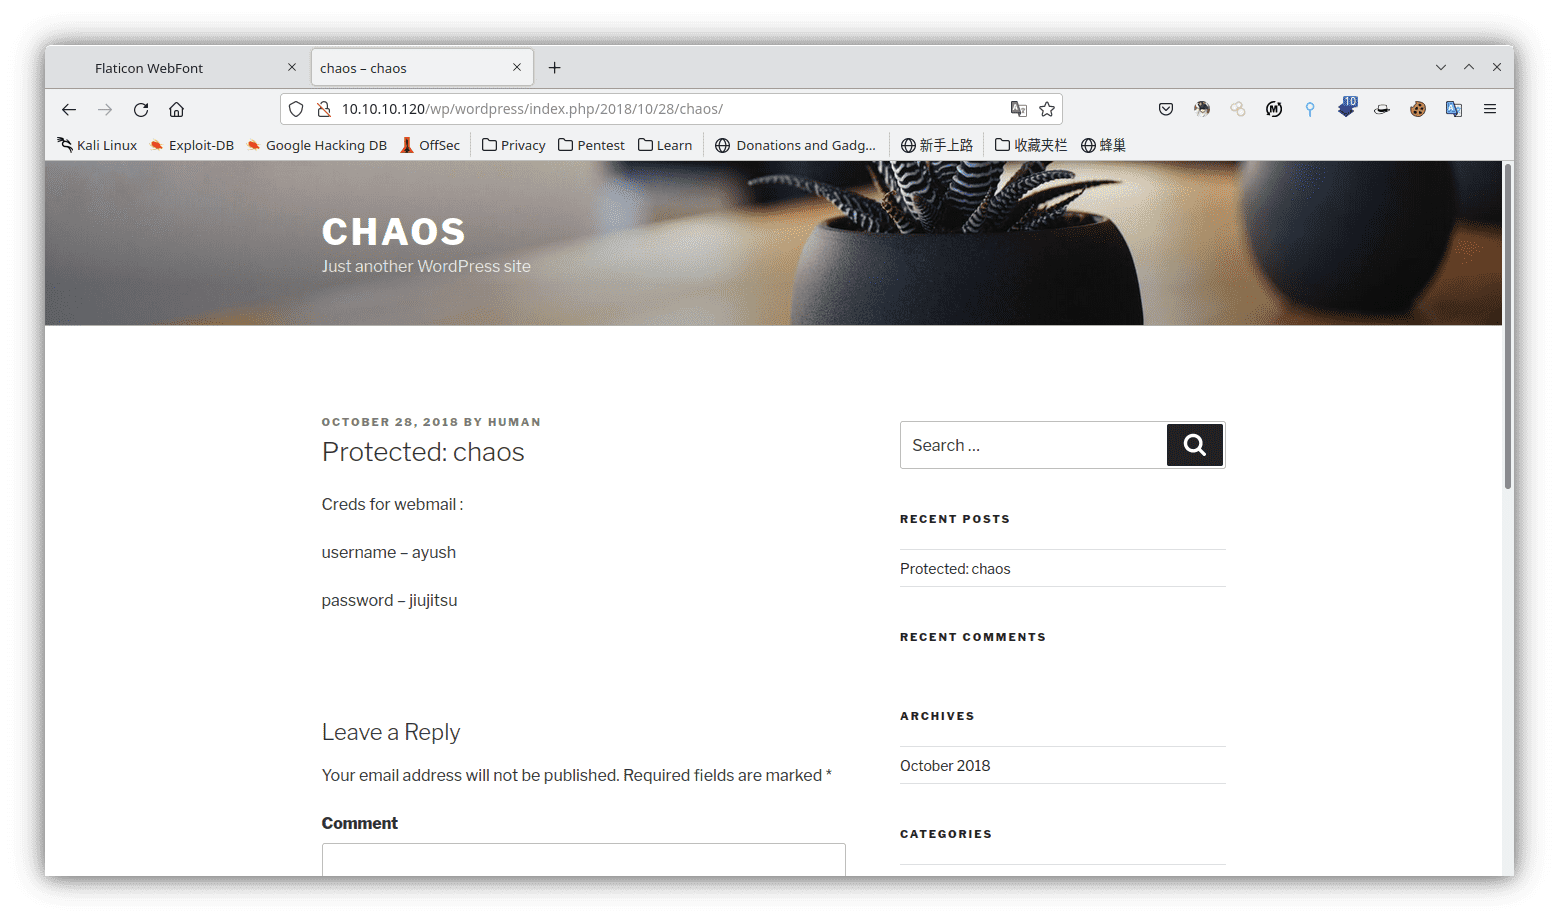 Flaticon WebFont
chaos – chaos
10.10.10.120/wp/wordpress/index.php/2018/10/28/chaos/
10
Kali Linux Exploit-DB Google Hacking DB OffSec Privacy Pentest Learn Donations and Gadg... 新手上路 收藏夹栏 蜂巢
CHAOS
Just another WordPress site
OCTOBER 28, 2018 BY HUMAN
Protected: chaos
Creds for webmail :
username – ayush
password – jiujitsu
Leave a Reply
Your email address will not be published. Required fields are marked *
Comment
Search ...
RECENT POSTS
Protected: chaos
RECENT COMMENTS
ARCHIVES
October 2018
CATEGORIES